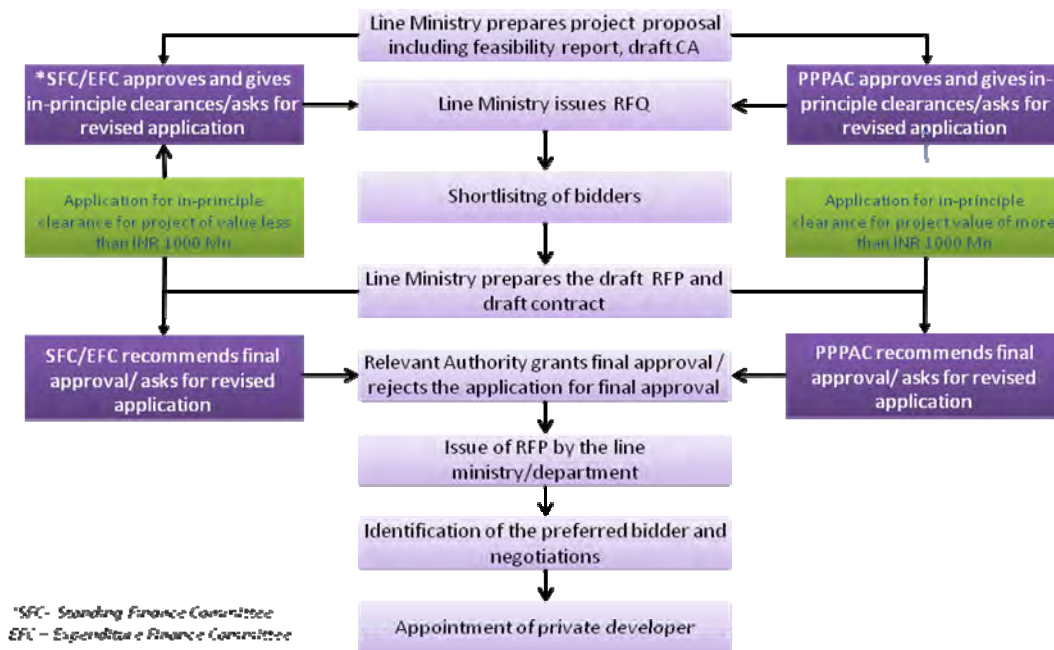 Line Ministry prepares project proposal
including feasibility report, draft CA
*SFC/EFC approves and gives
in-principle clearances/asks for
revised application
Line Ministry issues RFQ
PPPAC approves and gives in-
principle clearances/asks for
revised application
Application for in-principle
clearance for project of value less
than INR 1000 Mn
Shortlisitng of bidders
Application for in-principle
clearance for project value of more
than INR 1000 Mn
Line Ministry prepares the draft RFP and
draft contract
SFC/EFC recommends final
approval/ asks for revised
application
Relevant Authority grants final approval /
rejects the application for final approval
PPPAC recommends final
approval/ asks for revised
application
Issue of RFP by the line
ministry/department
Identification of the preferred bidder and
negotiations
Appointment of private developer
*SFC- Standing Finance Committee
EFC – Expenditure Finance Committee